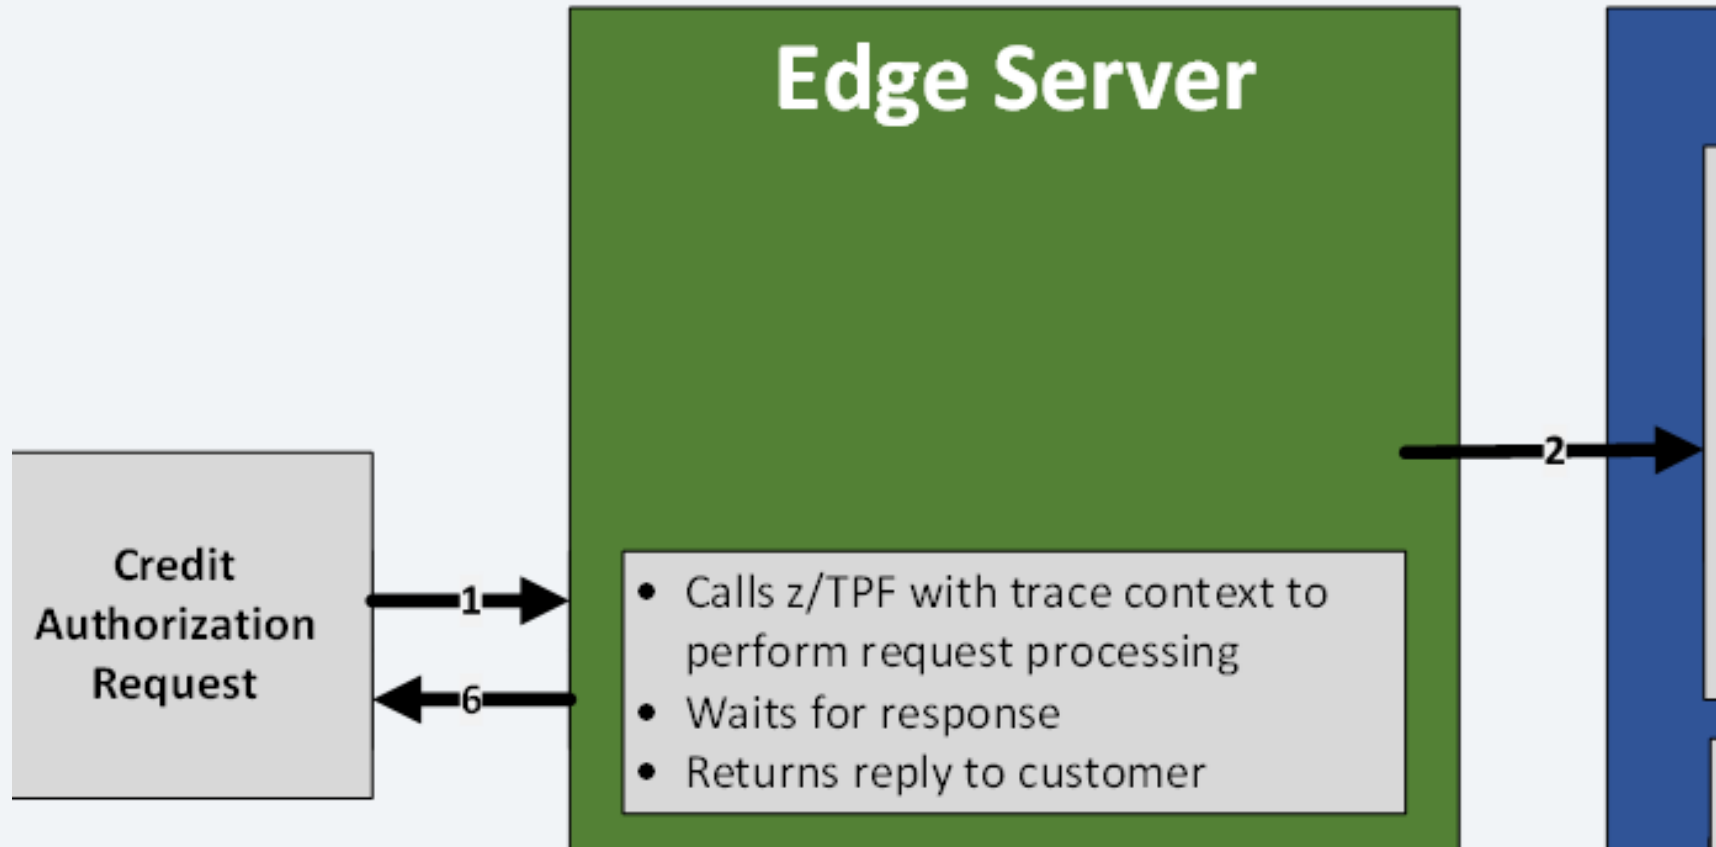 Edge Server
2
Credit
Authorization
Request
1
6
• Calls z/TPF with trace context to
perform request processing
• Waits for response
• Returns reply to customer